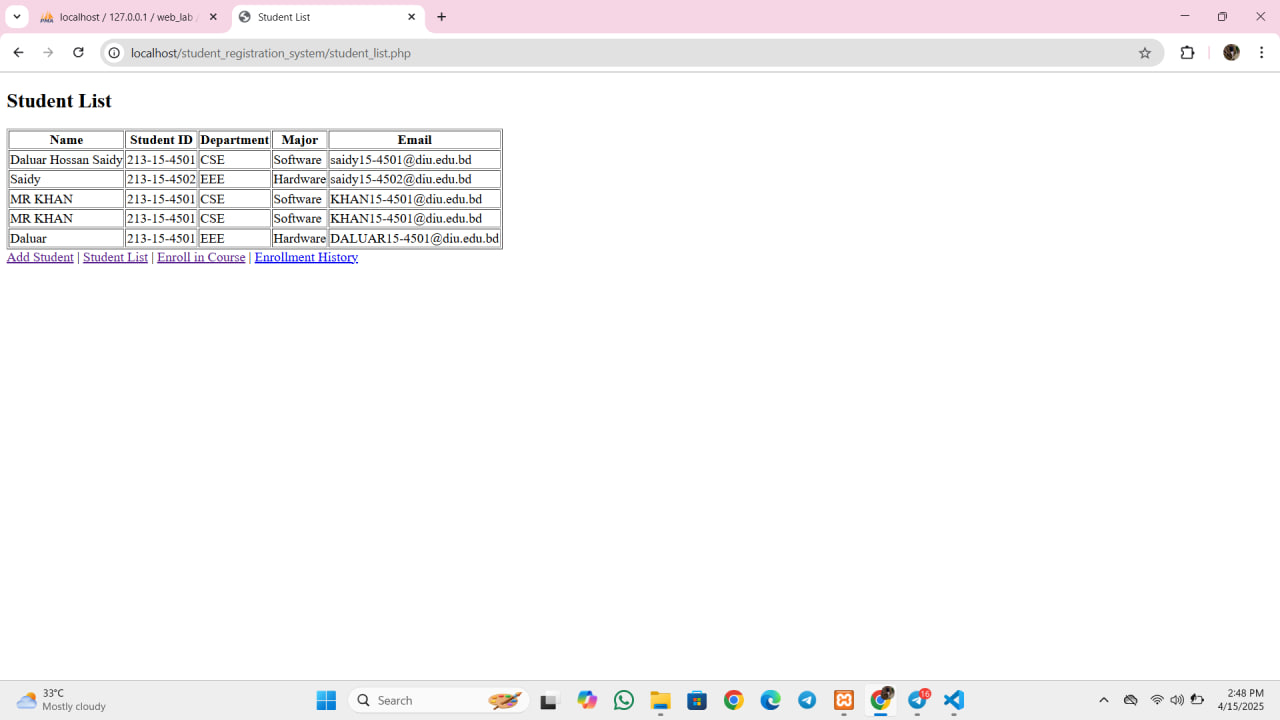 localhost / 127.0.0.1 / web_lab /
Student List
localhost/student_registration_system/student_list.php
Student List
Name Student ID Department Major Email
Daluar Hossan Saidy 213-15-4501 CSE Software saidy15-4501@diu.edu.bd
Saidy 213-15-4502 EEE Hardware saidy15-4502@diu.edu.bd
MR KHAN 213-15-4501 CSE Software KHAN15-4501@diu.edu.bd
MR KHAN 213-15-4501 CSE Software KHAN15-4501@diu.edu.bd
Daluar 213-15-4501 EEE Hardware DALUAR15-4501@diu.edu.bd
Add Student | Student List | Enroll in Course | Enrollment History
33°C
Mostly cloudy
Search
16
2:48 PM
4/15/2025